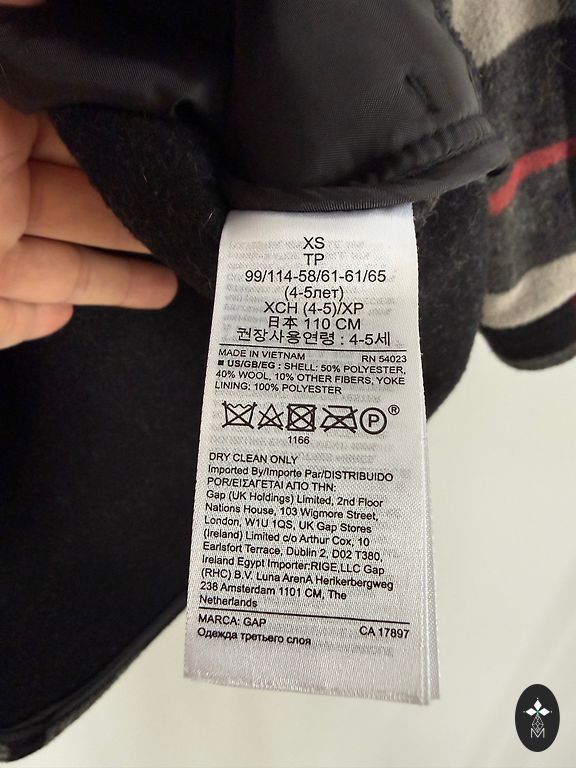 XS
TP
99/114-58/61-61/65
(4-5лет)
XCH (4-5)/XP
日本 110 CM
권장사용연령 : 4-5세
MADE IN VIETNAM RN 54023
■ US/GB/EG : SHELL: 50% POLYESTER,
40% WOOL, 10% OTHER FIBERS, YOKE
LINING: 100% POLYESTER
P ®
1166
DRY CLEAN ONLY
Imported By/Importe Par/DISTRIBUIDO
POR/ΕΙΣΑΓΕΤΑΙ ΑΠΟ ΤΗΝ:
Gap (UK Holdings) Limited, 2nd Floor
Nations House, 103 Wigmore Street,
London, W1U 1QS, UK Gap Stores
(Ireland) Limited c/o Arthur Cox, 10
Earlsfort Terrace, Dublin 2, D02 T380,
Ireland Egypt Importer:RIGE,LLC Gap
(RHC) B.V. Luna ArenA Herikerbergweg
238 Amsterdam 1101 CM, The
Netherlands
MARCA: GAP CA 17897
Одежда третьего слоя
M